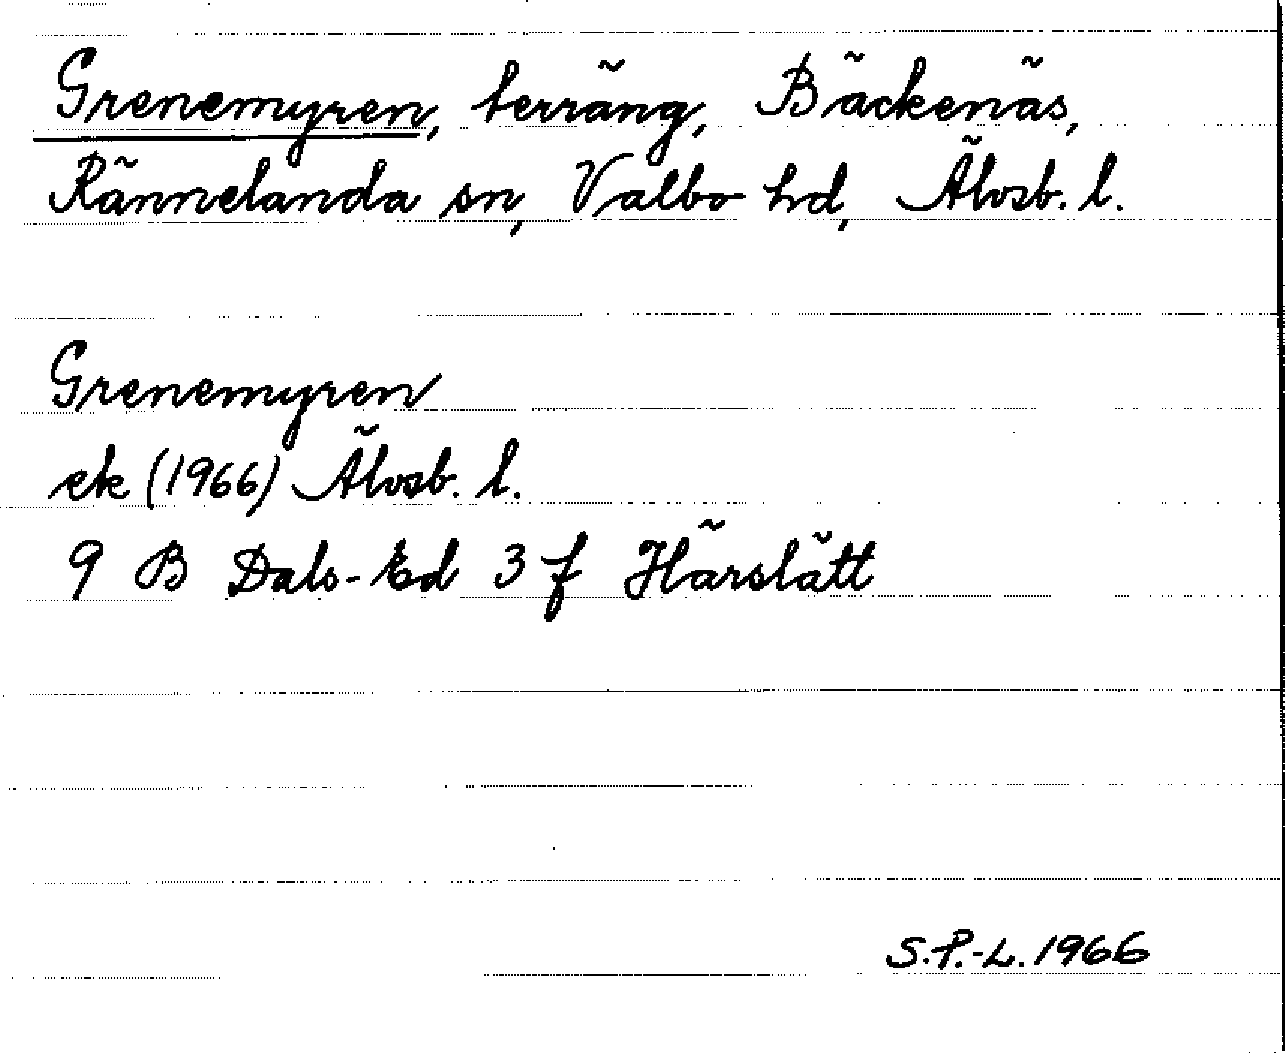 Grenemyren, terräng, Bäckenäs,
Rännelanda sn, Valbo hd, Älvsb. l.
Grenemyren
ek (1966) Älvsb. l.
9 B Dals-Ed 3 f Härslätt
S.P.-L. 1966